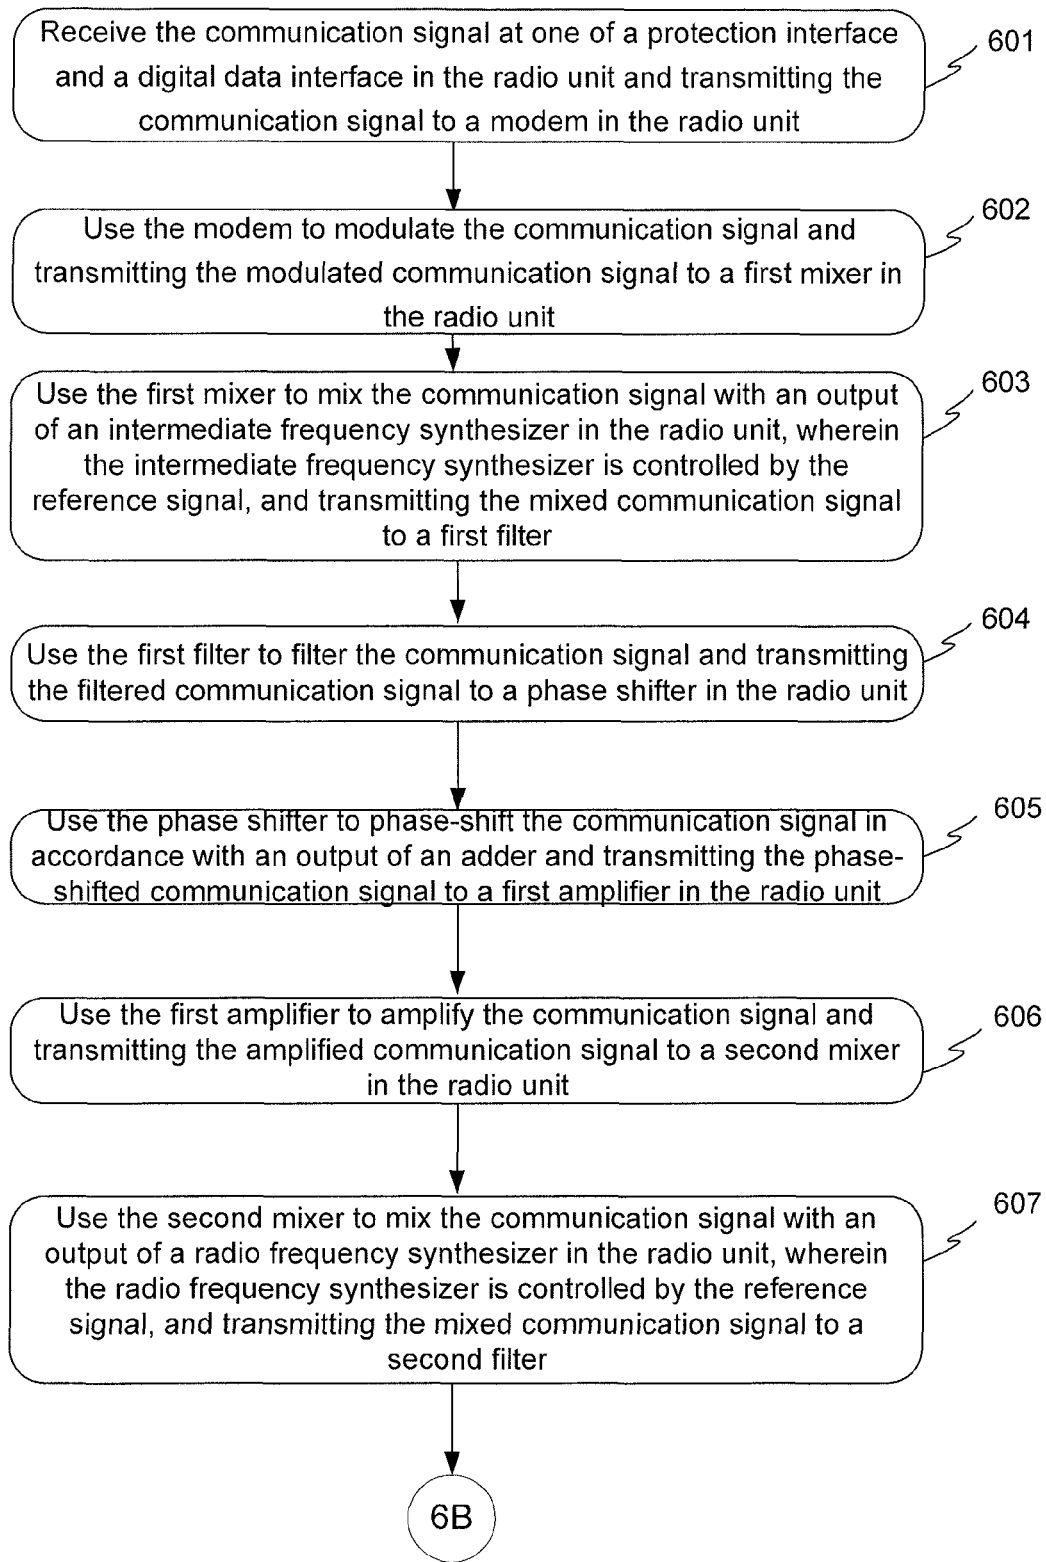 Receive the communication signal at one of a protection interface
and a digital data interface in the radio unit and transmitting the
communication signal to a modem in the radio unit
601
Use the modem to modulate the communication signal and
transmitting the modulated communication signal to a first mixer in
the radio unit
602
Use the first mixer to mix the communication signal with an output
of an intermediate frequency synthesizer in the radio unit, wherein
the intermediate frequency synthesizer is controlled by the
reference signal, and transmitting the mixed communication signal
to a first filter
603
Use the first filter to filter the communication signal and transmitting
the filtered communication signal to a phase shifter in the radio unit
604
Use the phase shifter to phase-shift the communication signal in
accordance with an output of an adder and transmitting the phase-
shifted communication signal to a first amplifier in the radio unit
605
Use the first amplifier to amplify the communication signal and
transmitting the amplified communication signal to a second mixer
in the radio unit
606
Use the second mixer to mix the communication signal with an
output of a radio frequency synthesizer in the radio unit, wherein
the radio frequency synthesizer is controlled by the reference
signal, and transmitting the mixed communication signal to a
second filter
607
6B